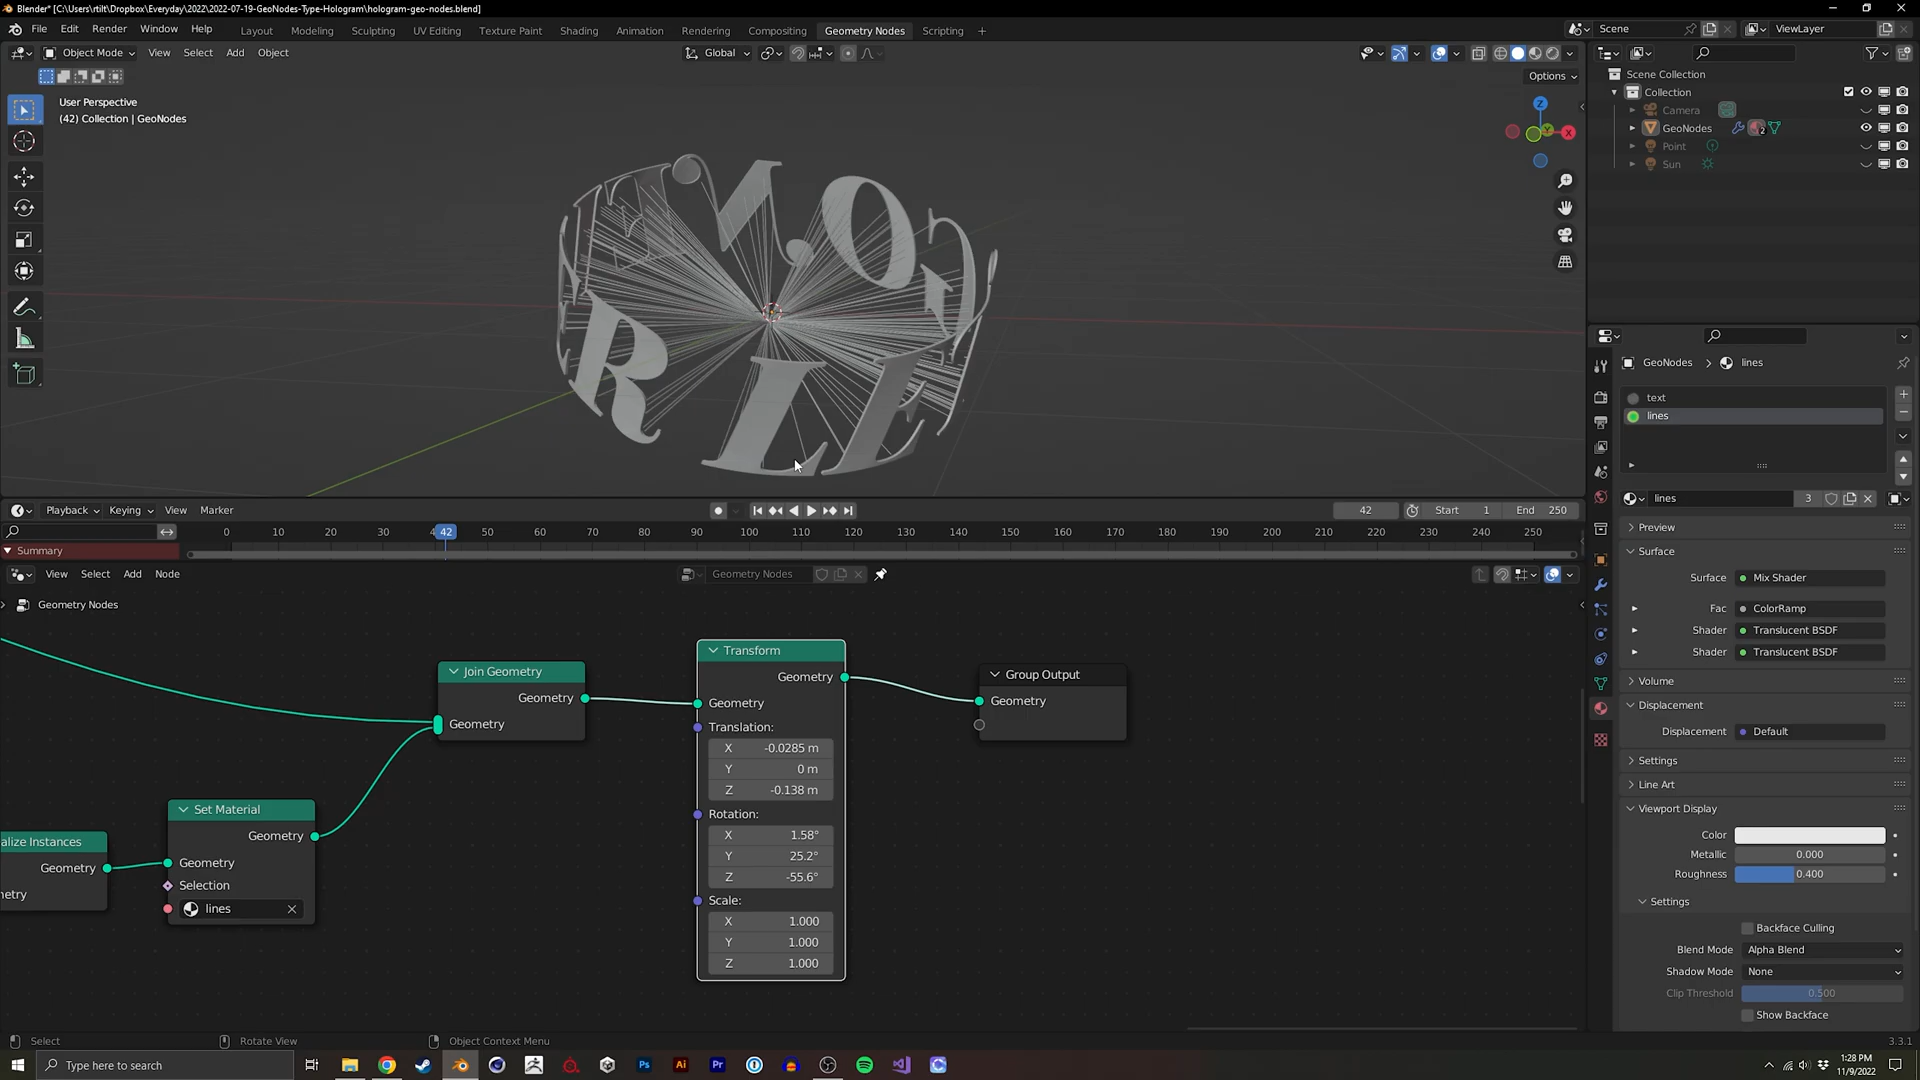 Blender* [C:\Users\rtilt\Dropbox\Everyday\2022\2022-07-19-GeoNodes-Type-Hologram\hologram-geo-nodes.blend]
File Edit Render Window Help Layout Modeling Sculpting UV Editing Texture Paint Shading Animation Rendering Compositing Geometry Nodes Scripting + Scene ViewLayer
Object Mode View Select Add Object Global
Options
User Perspective
(42) Collection | GeoNodes
Z
Y
X
Scene Collection
Collection
Camera
GeoNodes 2
Point
Sun
GeoNodes > lines
text
lines
lines 3
Preview
Surface
Surface Mix Shader
Fac ColorRamp
Shader Translucent BSDF
Shader Translucent BSDF
Volume
Displacement
Displacement Default
Settings
Line Art
Viewport Display
Color
Metallic 0.000
Roughness 0.400
Settings
Backface Culling
Blend Mode Alpha Blend
Shadow Mode None
Clip Threshold 0.500
Show Backface
Playback Keying View Marker 42 Start 1 End 250
0 10 20 30 4 42 50 60 70 80 90 100 110 120 130 140 150 160 170 180 190 200 210 220 230 240 250
Summary
View Select Add Node Geometry Nodes
Geometry Nodes
Join Geometry
Geometry
Geometry
Transform
Geometry
Geometry
Translation:
X -0.0285 m
Y 0 m
Z -0.138 m
Rotation:
X 1.58°
Y 25.2°
Z -55.6°
Scale:
X 1.000
Y 1.000
Z 1.000
Group Output
Geometry
Set Material
Geometry
Geometry
Selection
lines
alize Instances
Geometry
metry
Select Rotate View Object Context Menu 3.3.1
Type here to search Ps Ai Pr 1:28 PM
11/9/2022